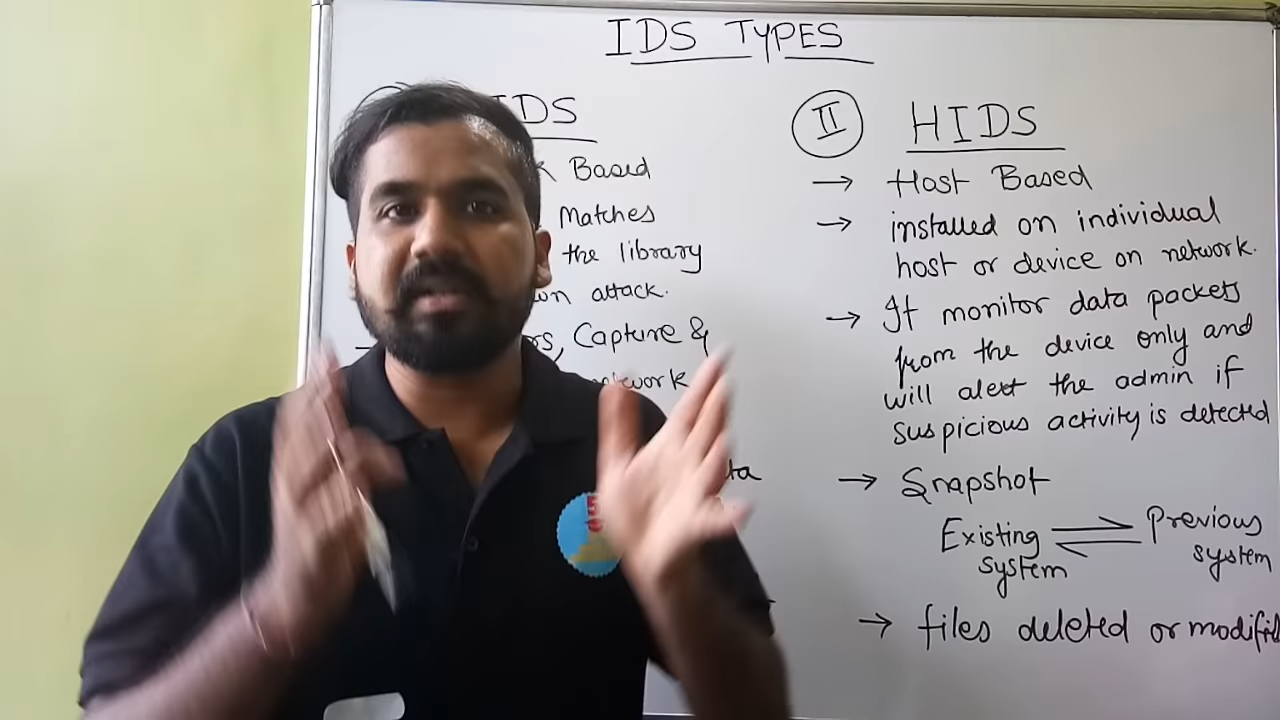 IDS TYPES
IDS
Based
Matches
the library
attack.
Capture &
network
II HIDS
→ Host Based
→ installed on individual
host or device on network.
→ It monitor data packets
from the device only and
will alert the admin if
suspicious activity is detected
→ Snapshot
Existing system ⇌ Previous system
→ files deleted or modified